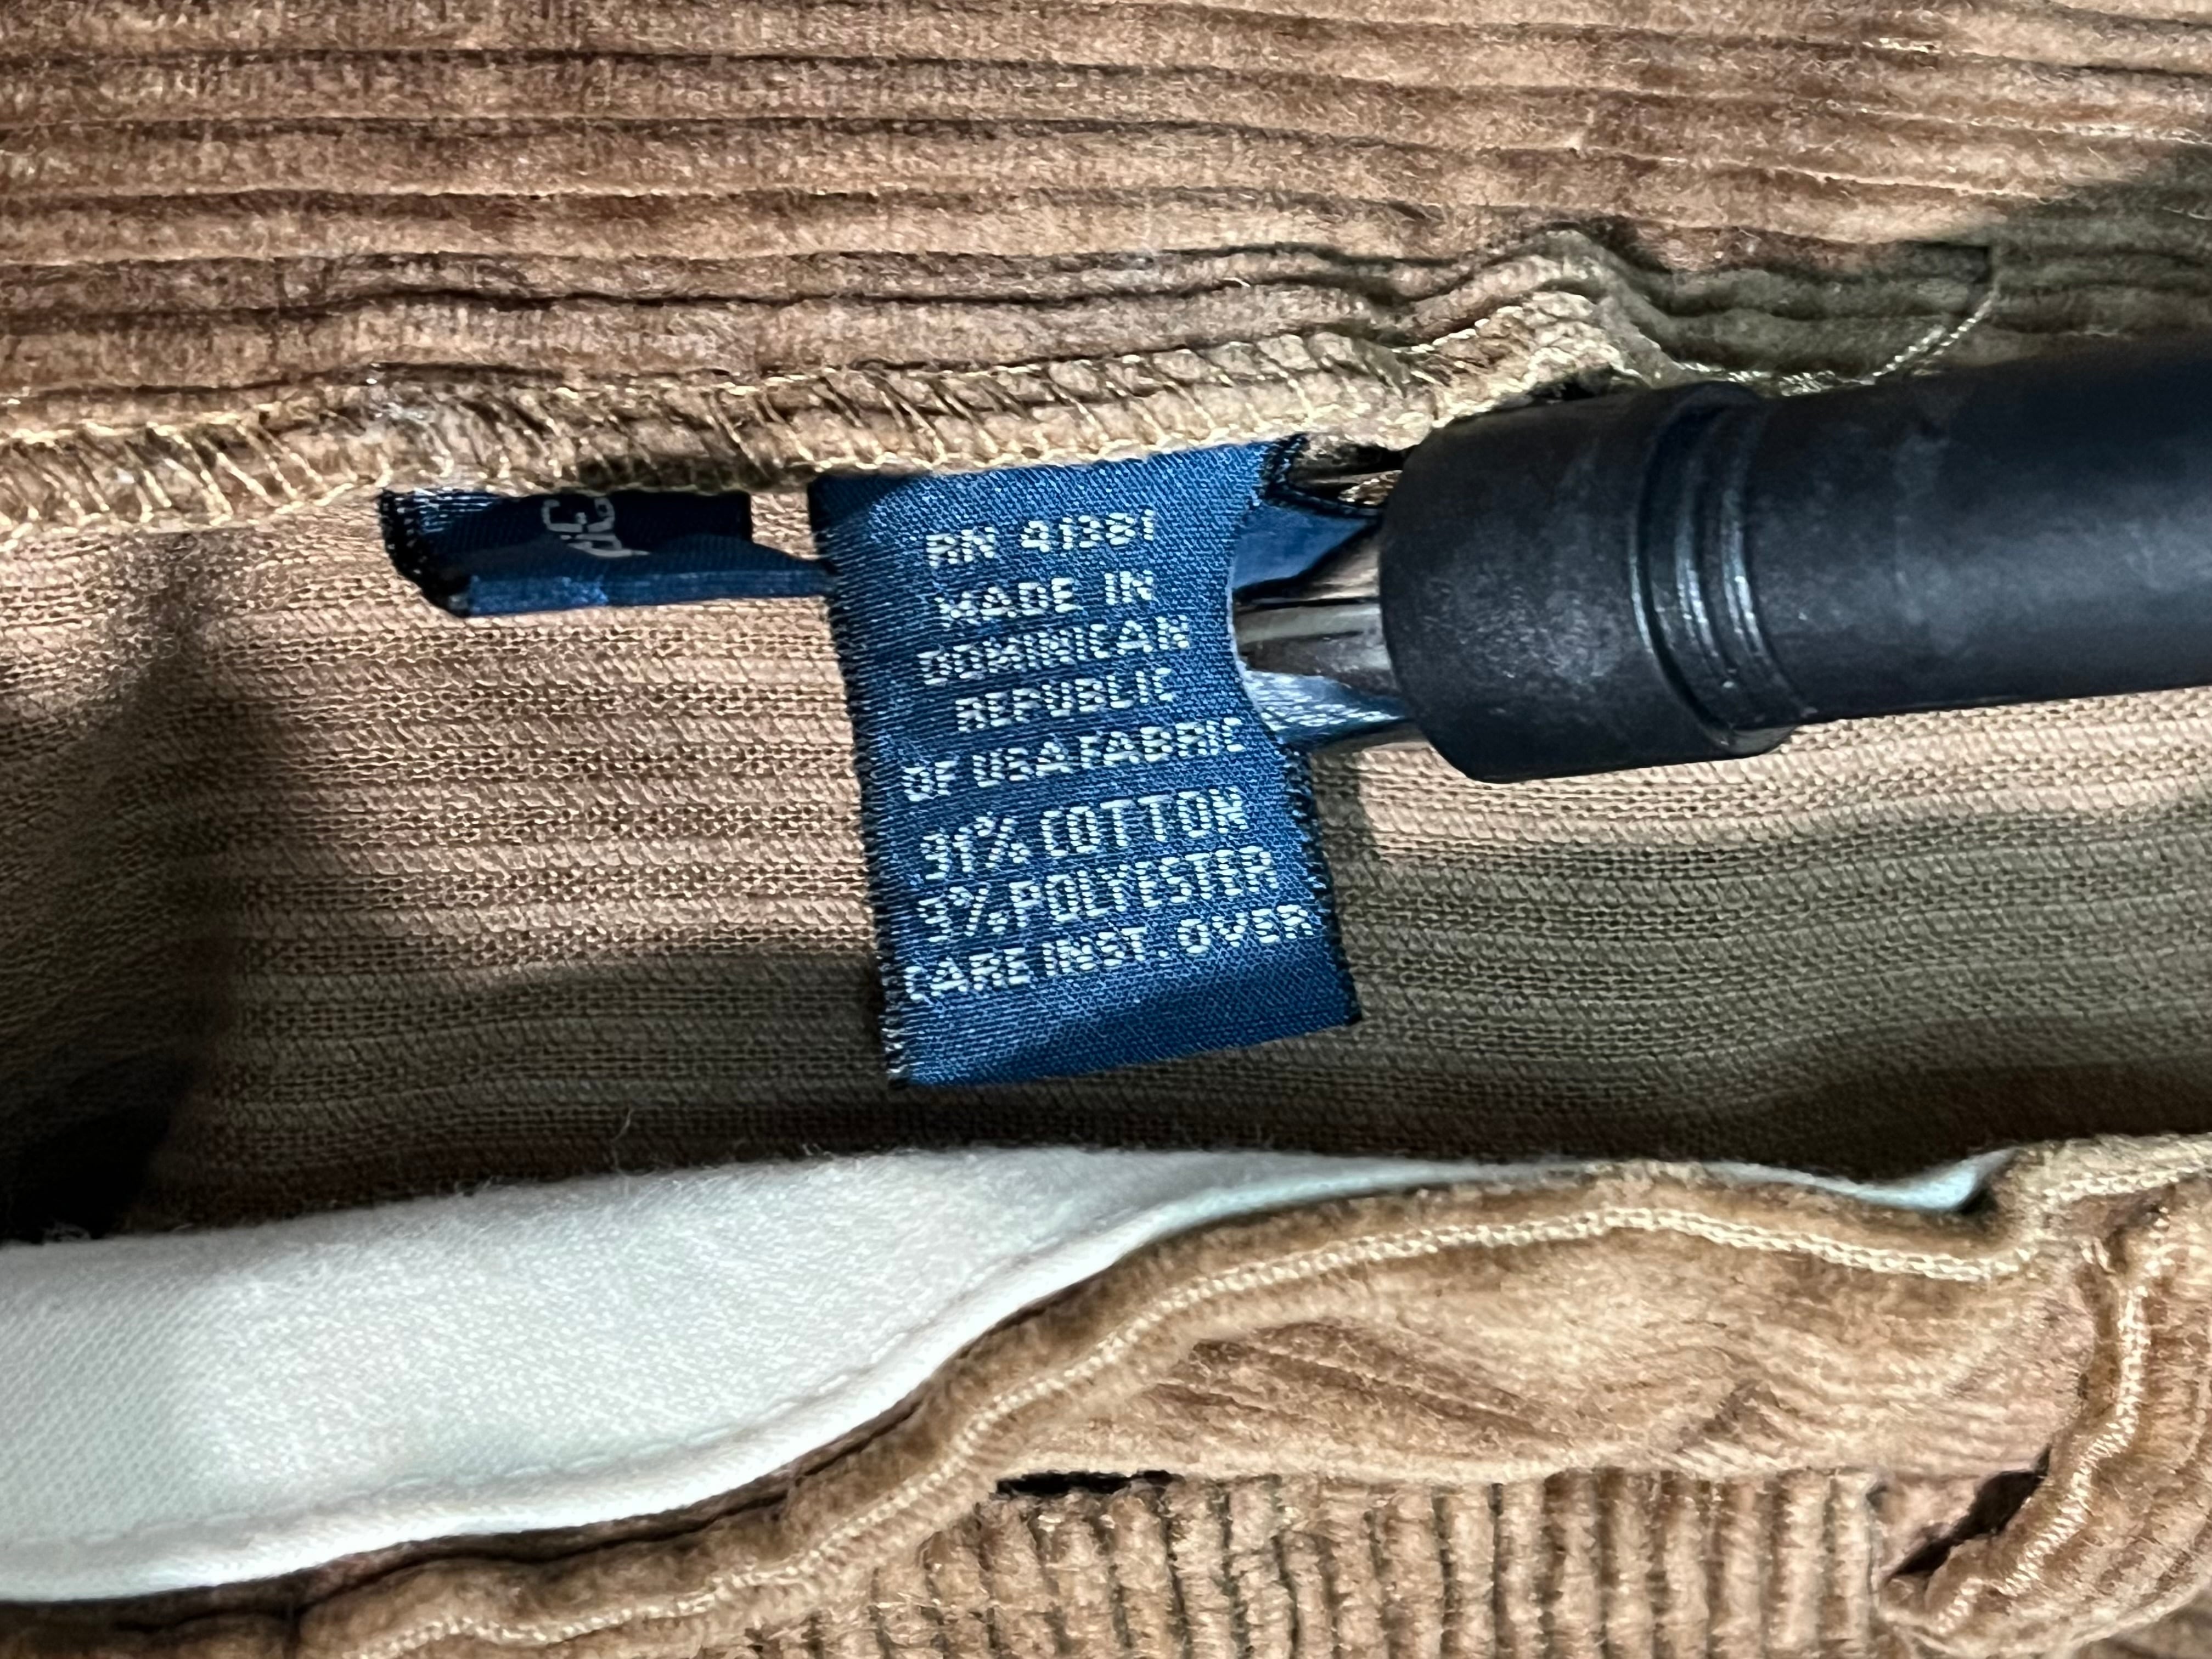 RN 41381
MADE IN
DOMINICAN
REPUBLIC
OF USA FABRIC
91% COTTON
9% POLYESTER
CARE INST. OVER